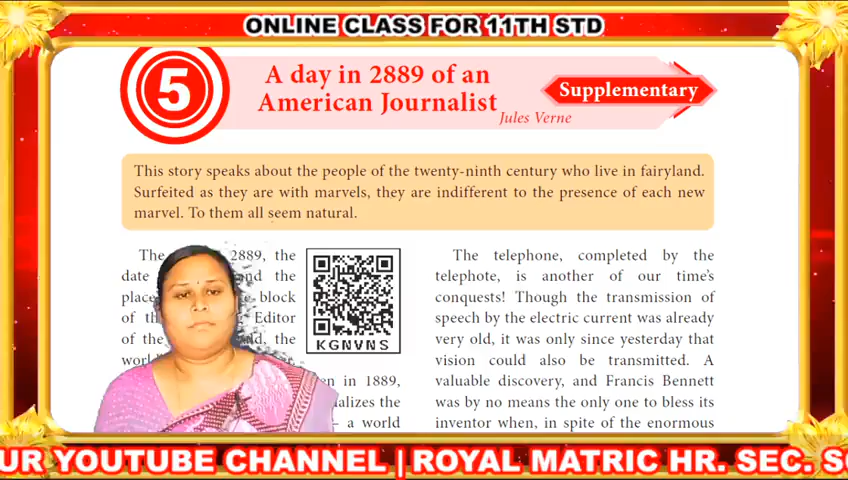 ONLINE CLASS FOR 11TH STD
5
A day in 2889 of an
American Journalist
Supplementary
Jules Verne
This story speaks about the people of the twenty-ninth century who live in fairyland.
Surfeited as they are with marvels, they are indifferent to the presence of each new
marvel. To them all seem natural.
The 2889, the
date the
place block
of Editor
of the the
KGNVNS
in 1889,
the
– a world
The telephone, completed by the
telephote, is another of our time's
conquests! Though the transmission of
speech by the electric current was already
very old, it was only since yesterday that
vision could also be transmitted. A
valuable discovery, and Francis Bennett
was by no means the only one to bless its
inventor when, in spite of the enormous
UR YOUTUBE CHANNEL | ROYAL MATRIC HR. SEC. S